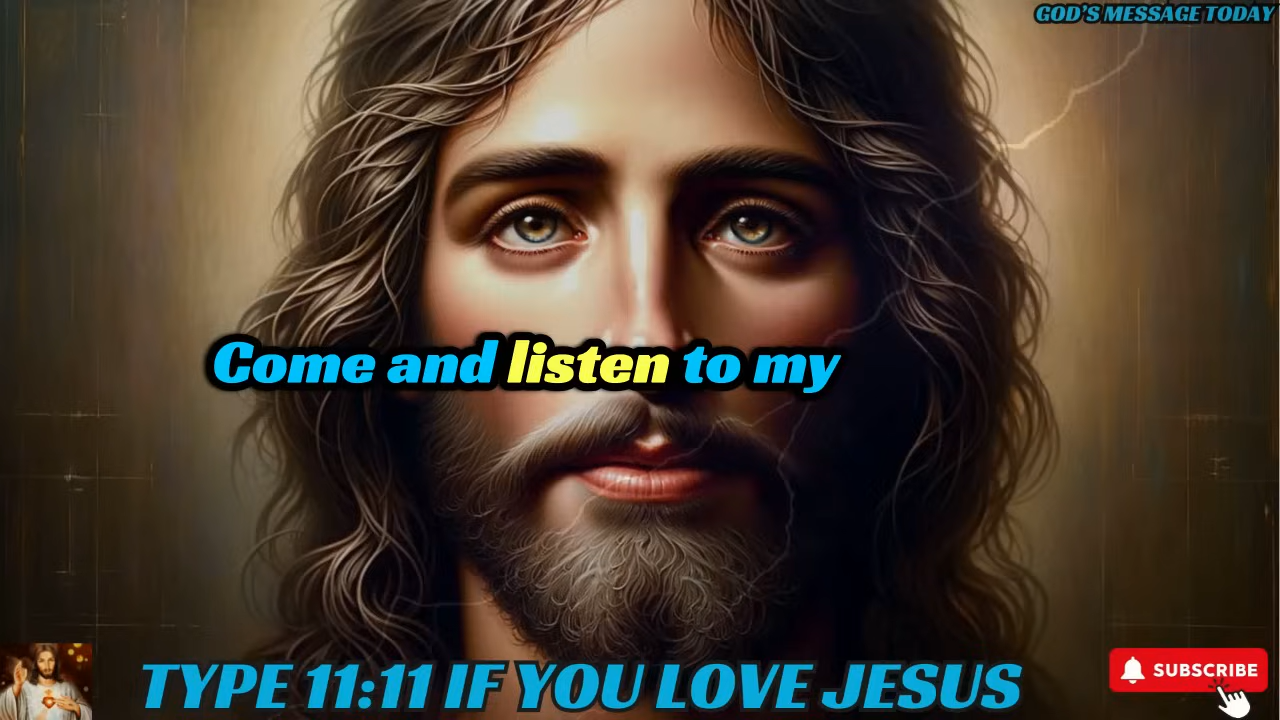 GOD'S MESSAGE TODAY
Come and listen to my
TYPE 11:11 IF YOU LOVE JESUS
SUBSCRIBE